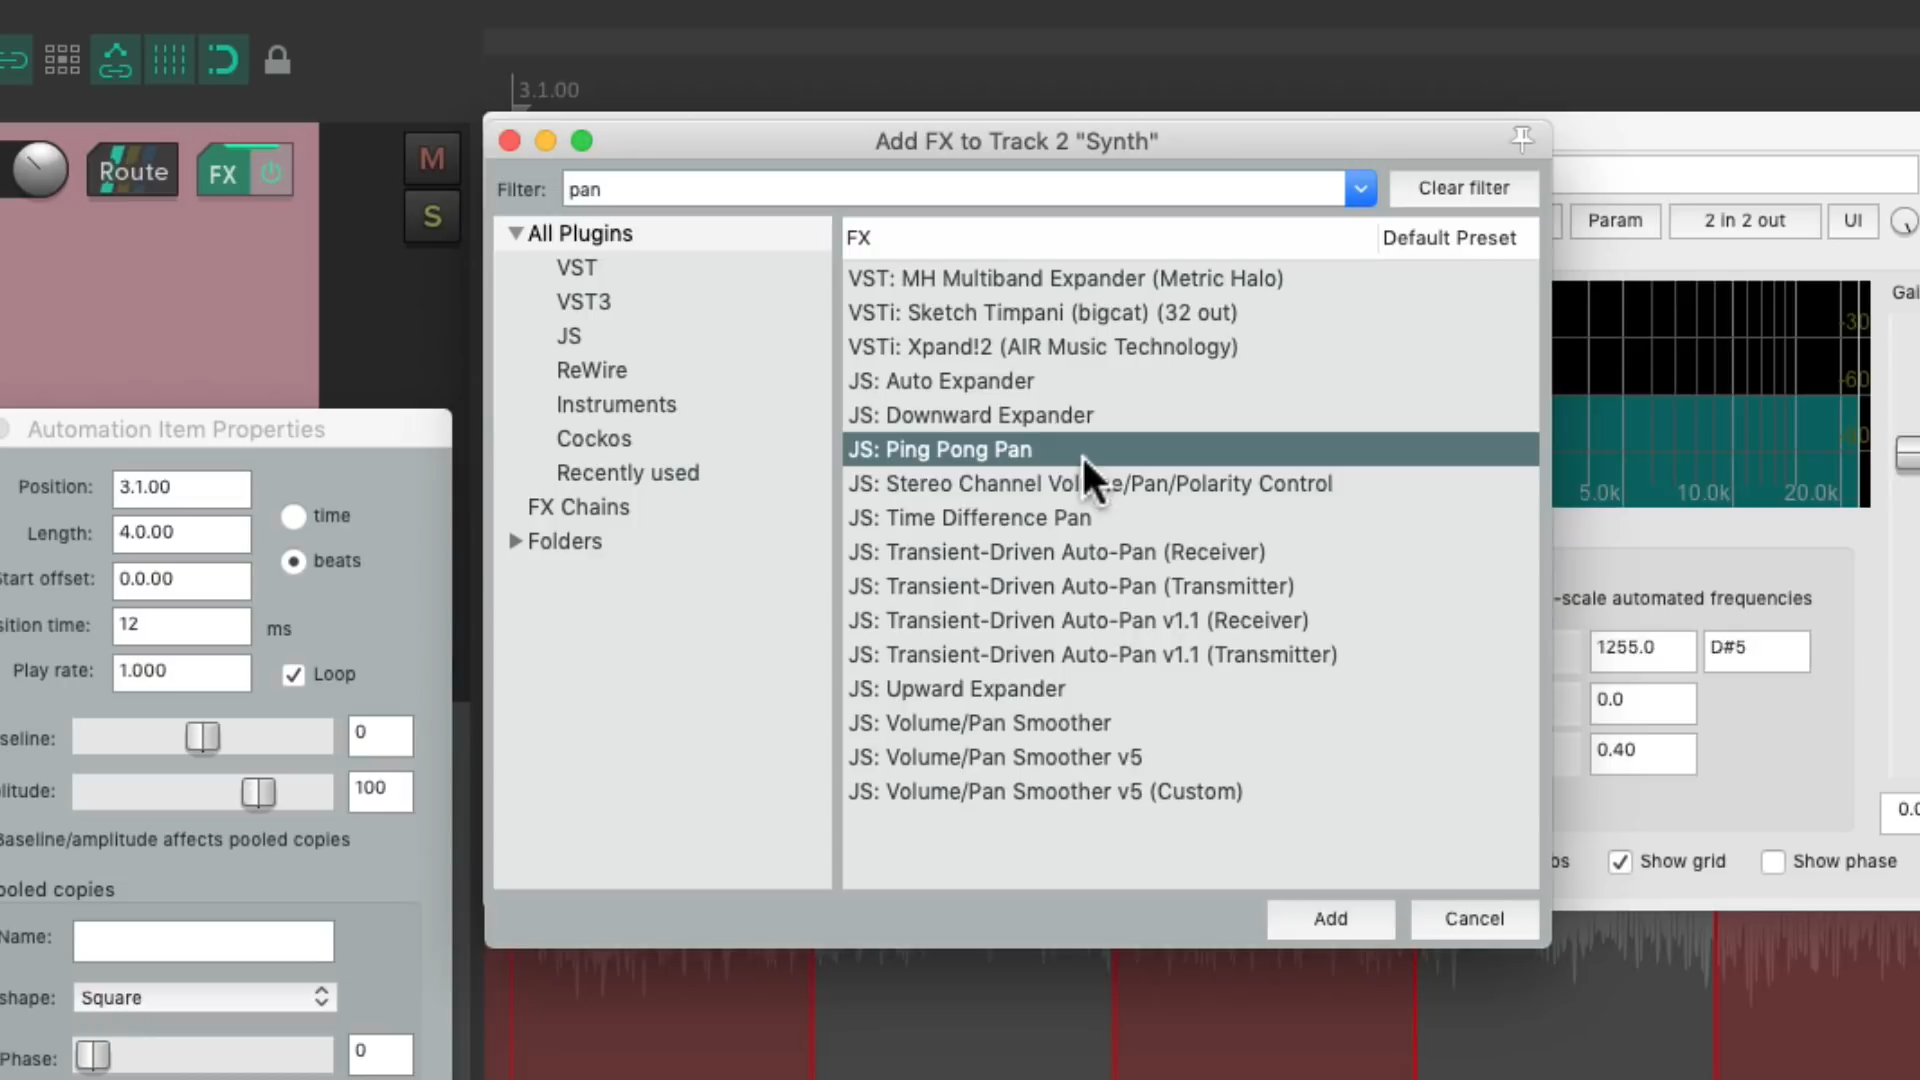 3.1.00
Route
FX
M
S
Add FX to Track 2 "Synth"
Filter:
pan
Clear filter
All Plugins
VST
VST3
JS
ReWire
Instruments
Cockos
Recently used
FX Chains
Folders
FX
Default Preset
VST: MH Multiband Expander (Metric Halo)
VSTi: Sketch Timpani (bigcat) (32 out)
VSTi: Xpand!2 (AIR Music Technology)
JS: Auto Expander
JS: Downward Expander
JS: Ping Pong Pan
JS: Stereo Channel Vol e/Pan/Polarity Control
JS: Time Difference Pan
JS: Transient-Driven Auto-Pan (Receiver)
JS: Transient-Driven Auto-Pan (Transmitter)
JS: Transient-Driven Auto-Pan v1.1 (Receiver)
JS: Transient-Driven Auto-Pan v1.1 (Transmitter)
JS: Upward Expander
JS: Volume/Pan Smoother
JS: Volume/Pan Smoother v5
JS: Volume/Pan Smoother v5 (Custom)
Add
Cancel
Param
2 in 2 out
UI
Gai
-30
-60
5.0k
10.0k
20.0k
-scale automated frequencies
1255.0
D#5
0.0
0.40
0.0
bs
Show grid
Show phase
Automation Item Properties
Position:
3.1.00
time
Length:
4.0.00
beats
tart offset:
0.0.00
sition time:
12
ms
Play rate:
1.000
Loop
seline:
0
litude:
100
Baseline/amplitude affects pooled copies
ooled copies
Name:
shape:
Square
Phase:
0